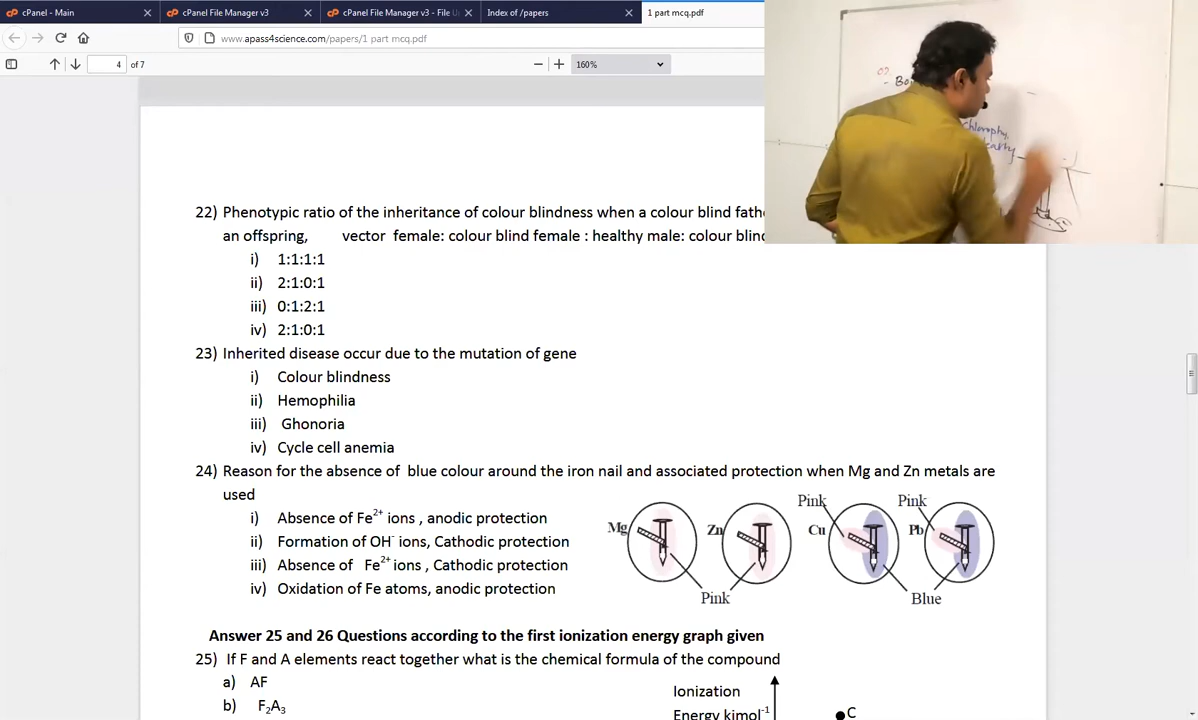 cPanel - Main
cPanel File Manager v3
cPanel File Manager v3 - File U
Index of /papers
1 part mcq.pdf
www.apass4science.com/papers/1 part mcq.pdf
4 of 7
160%
22) Phenotypic ratio of the inheritance of colour blindness when a colour blind fath
an offspring, vector female: colour blind female : healthy male: colour blind
i) 1:1:1:1
ii) 2:1:0:1
iii) 0:1:2:1
iv) 2:1:0:1
23) Inherited disease occur due to the mutation of gene
i) Colour blindness
ii) Hemophilia
iii) Ghonoria
iv) Cycle cell anemia
24) Reason for the absence of blue colour around the iron nail and associated protection when Mg and Zn metals are
used
i) Absence of Fe²⁺ ions , anodic protection
ii) Formation of OH⁻ ions, Cathodic protection
iii) Absence of Fe²⁺ ions , Cathodic protection
iv) Oxidation of Fe atoms, anodic protection
Pink Pink
Mg Zn Cu Pb
Pink Blue
Answer 25 and 26 Questions according to the first ionization energy graph given
25) If F and A elements react together what is the chemical formula of the compound
a) AF
b) F₂A₃
Ionization
Energy kjmol⁻¹
C